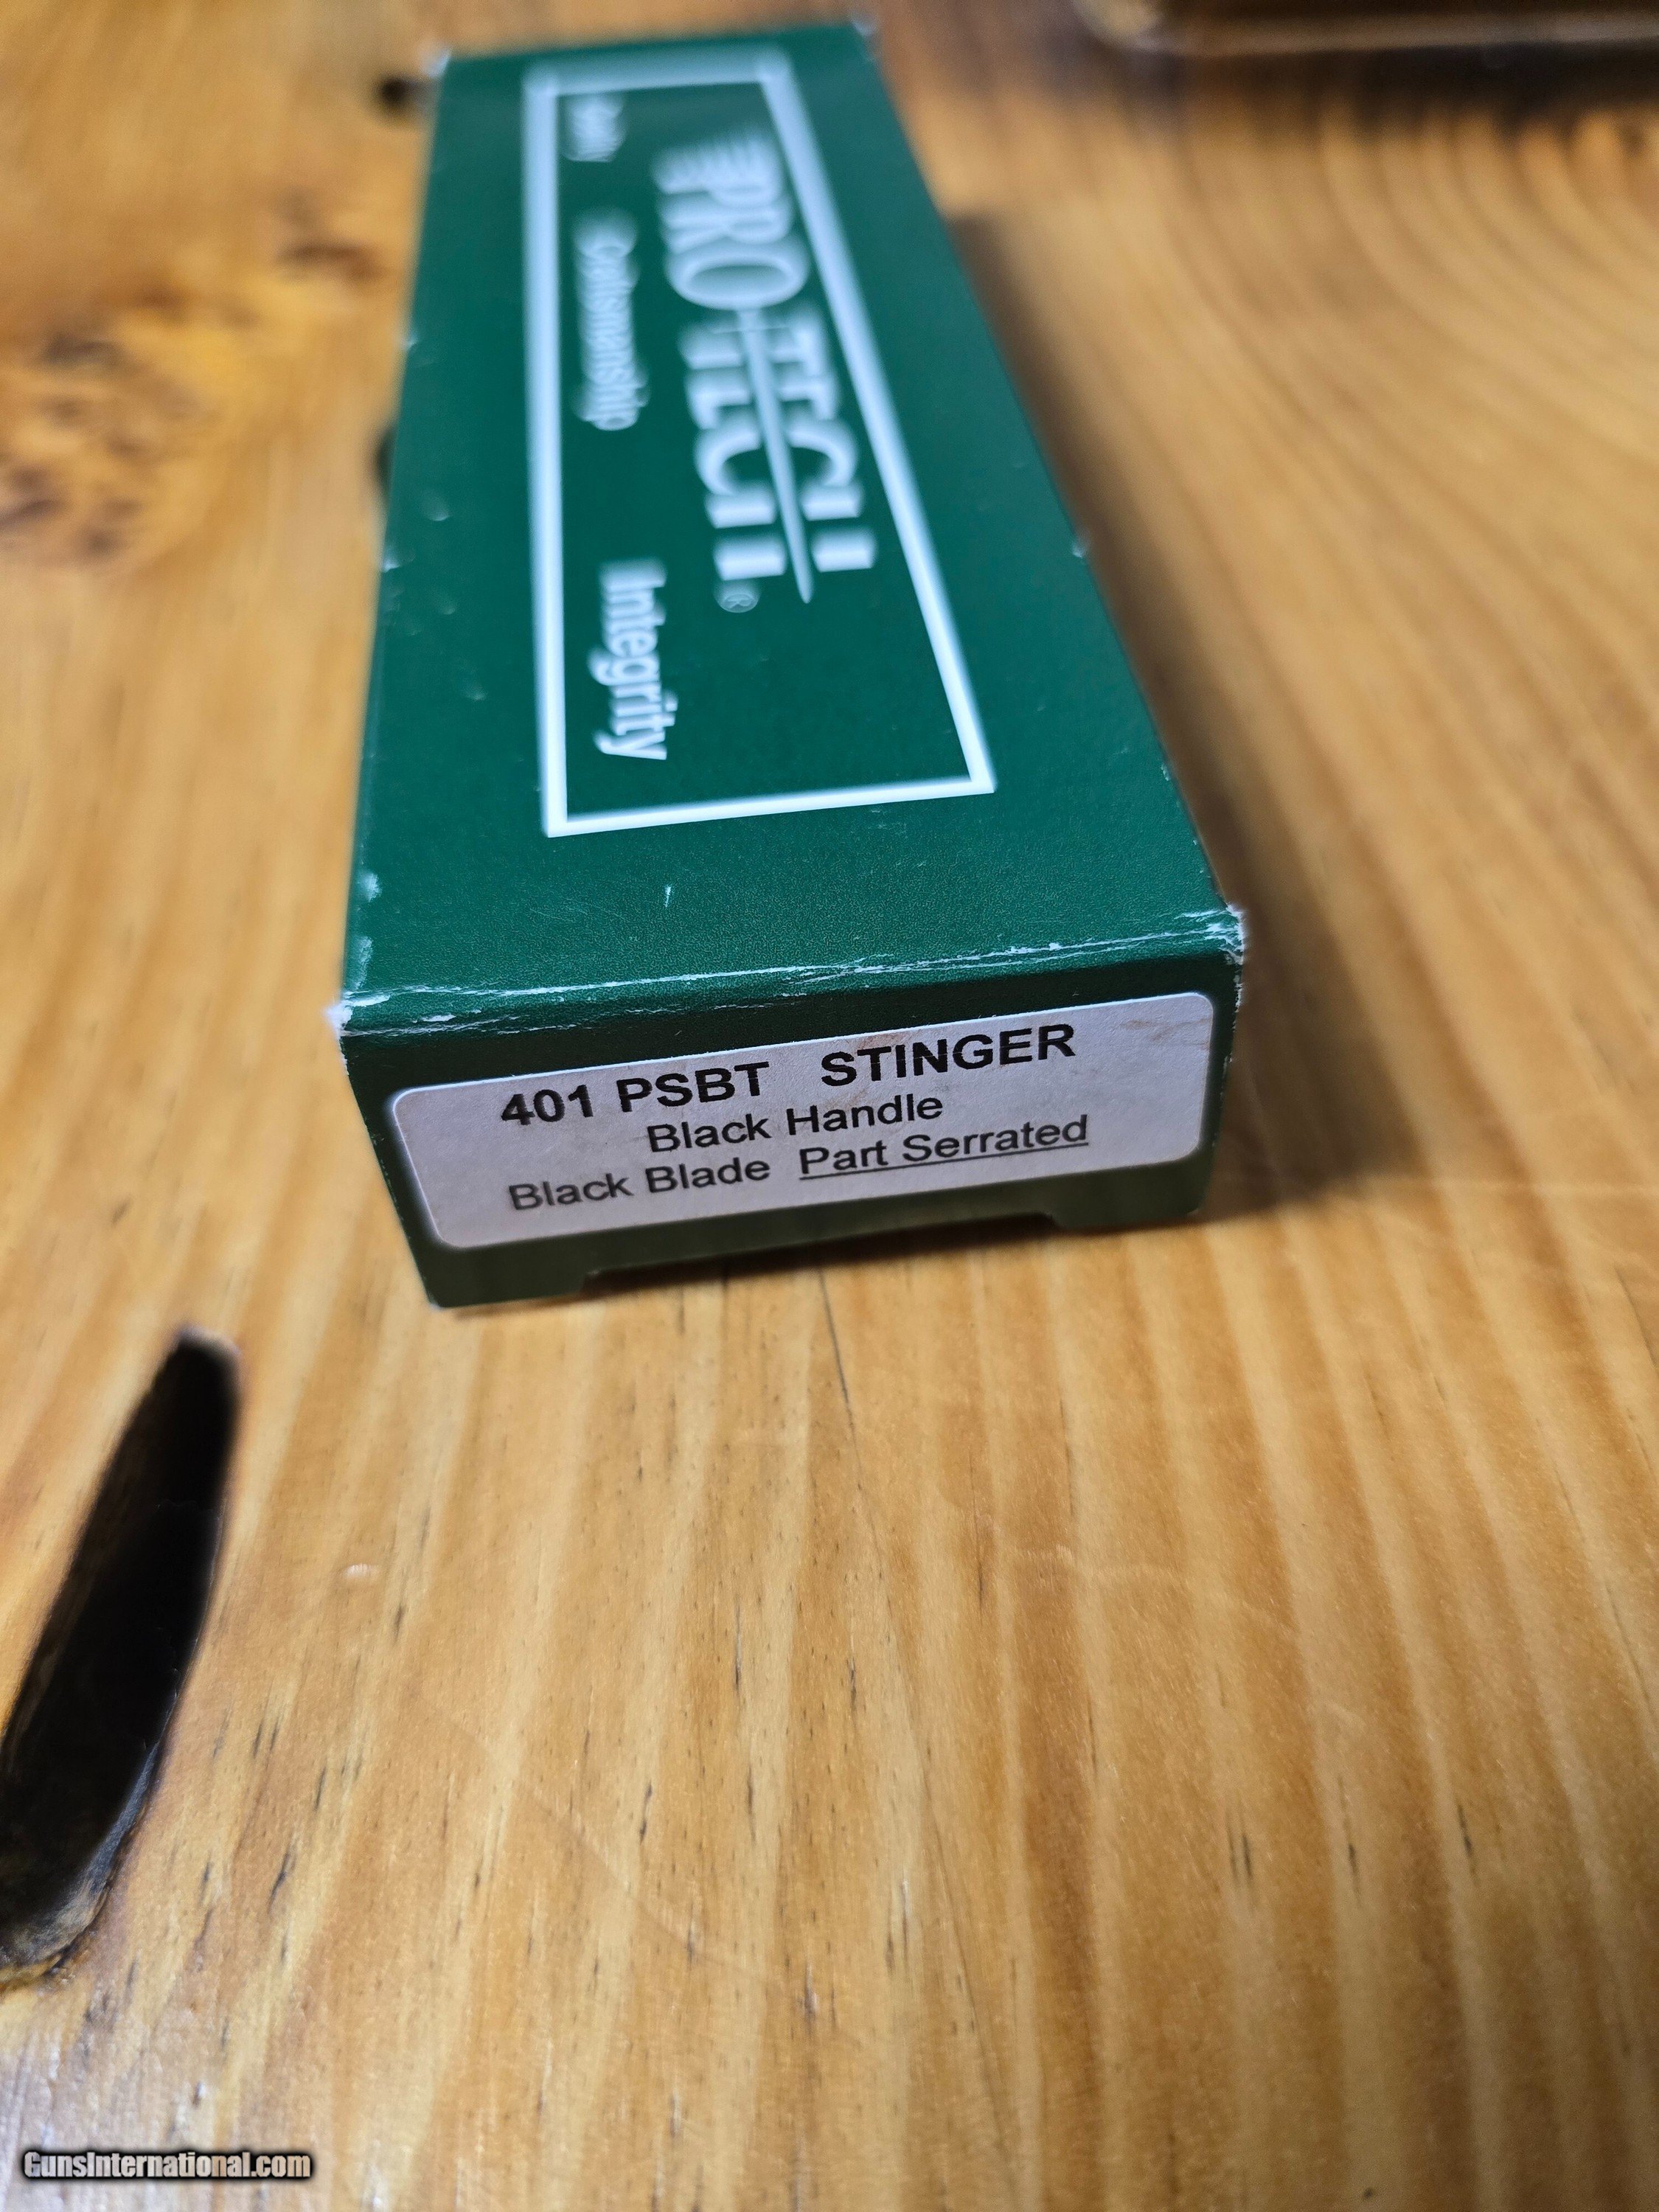 PRO-TECH®
Quality Craftsmanship Integrity
401 PSBT STINGER
Black Handle
Black Blade Part Serrated
GunsInternational.com